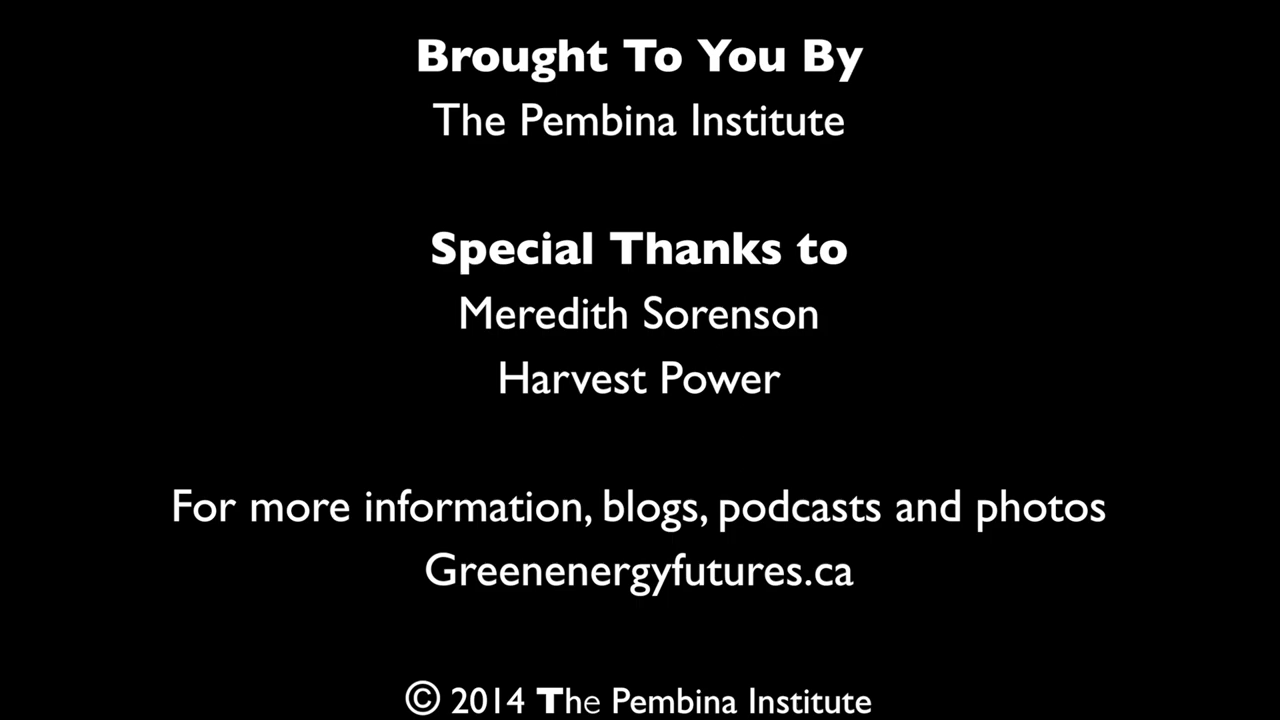 Brought To You By
The Pembina Institute
Special Thanks to
Meredith Sorenson
Harvest Power
For more information, blogs, podcasts and photos
Greenenergyfutures.ca
© 2014 The Pembina Institute